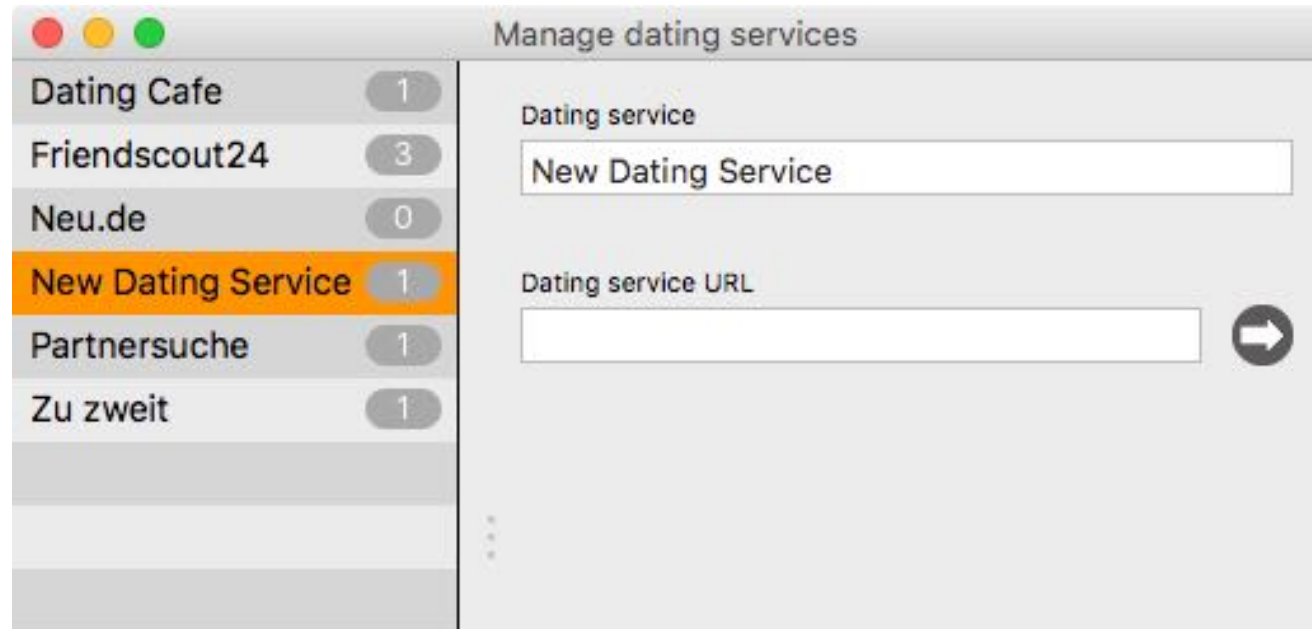 Manage dating services
Dating Cafe 1
Friendscout24 3
Neu.de 0
New Dating Service 1
Partnersuche 1
Zu zweit 1
Dating service
New Dating Service
Dating service URL